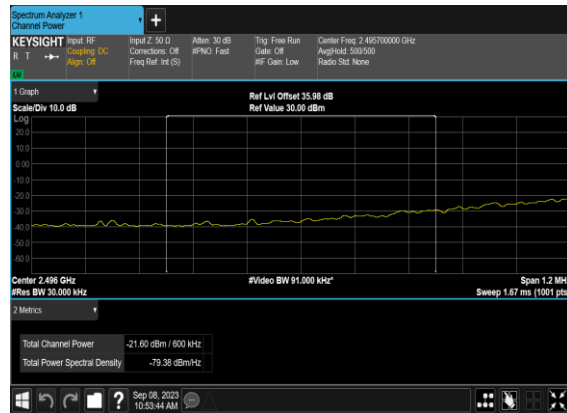 Spectrum Analyzer 1
Channel Power
KEYSIGHT Input: RF Input Z: 50 Ω Atten: 30 dB Trig: Free Run Center Freq: 2.495700000 GHz
R T Coupling: DC Corrections: Off #PNO: Fast Gate: Off Avg|Hold: 500/500
Align: Off Freq Ref: Int (S) #IF Gain: Low Radio Std: None
1 Graph
Ref Lvl Offset 35.98 dB
Scale/Div 10.0 dB Ref Value 30.00 dBm
Log
20.0
10.0
0.00
-10.0
-20.0
-30.0
-40.0
-50.0
-60.0
Center 2.496 GHz #Video BW 91.000 kHz* Span 1.2 MH
#Res BW 30.000 kHz Sweep 1.67 ms (1001 pts
2 Metrics
Total Channel Power -21.60 dBm / 600 kHz
Total Power Spectral Density -79.38 dBm/Hz
? Sep 08, 2023
10:53:44 AM